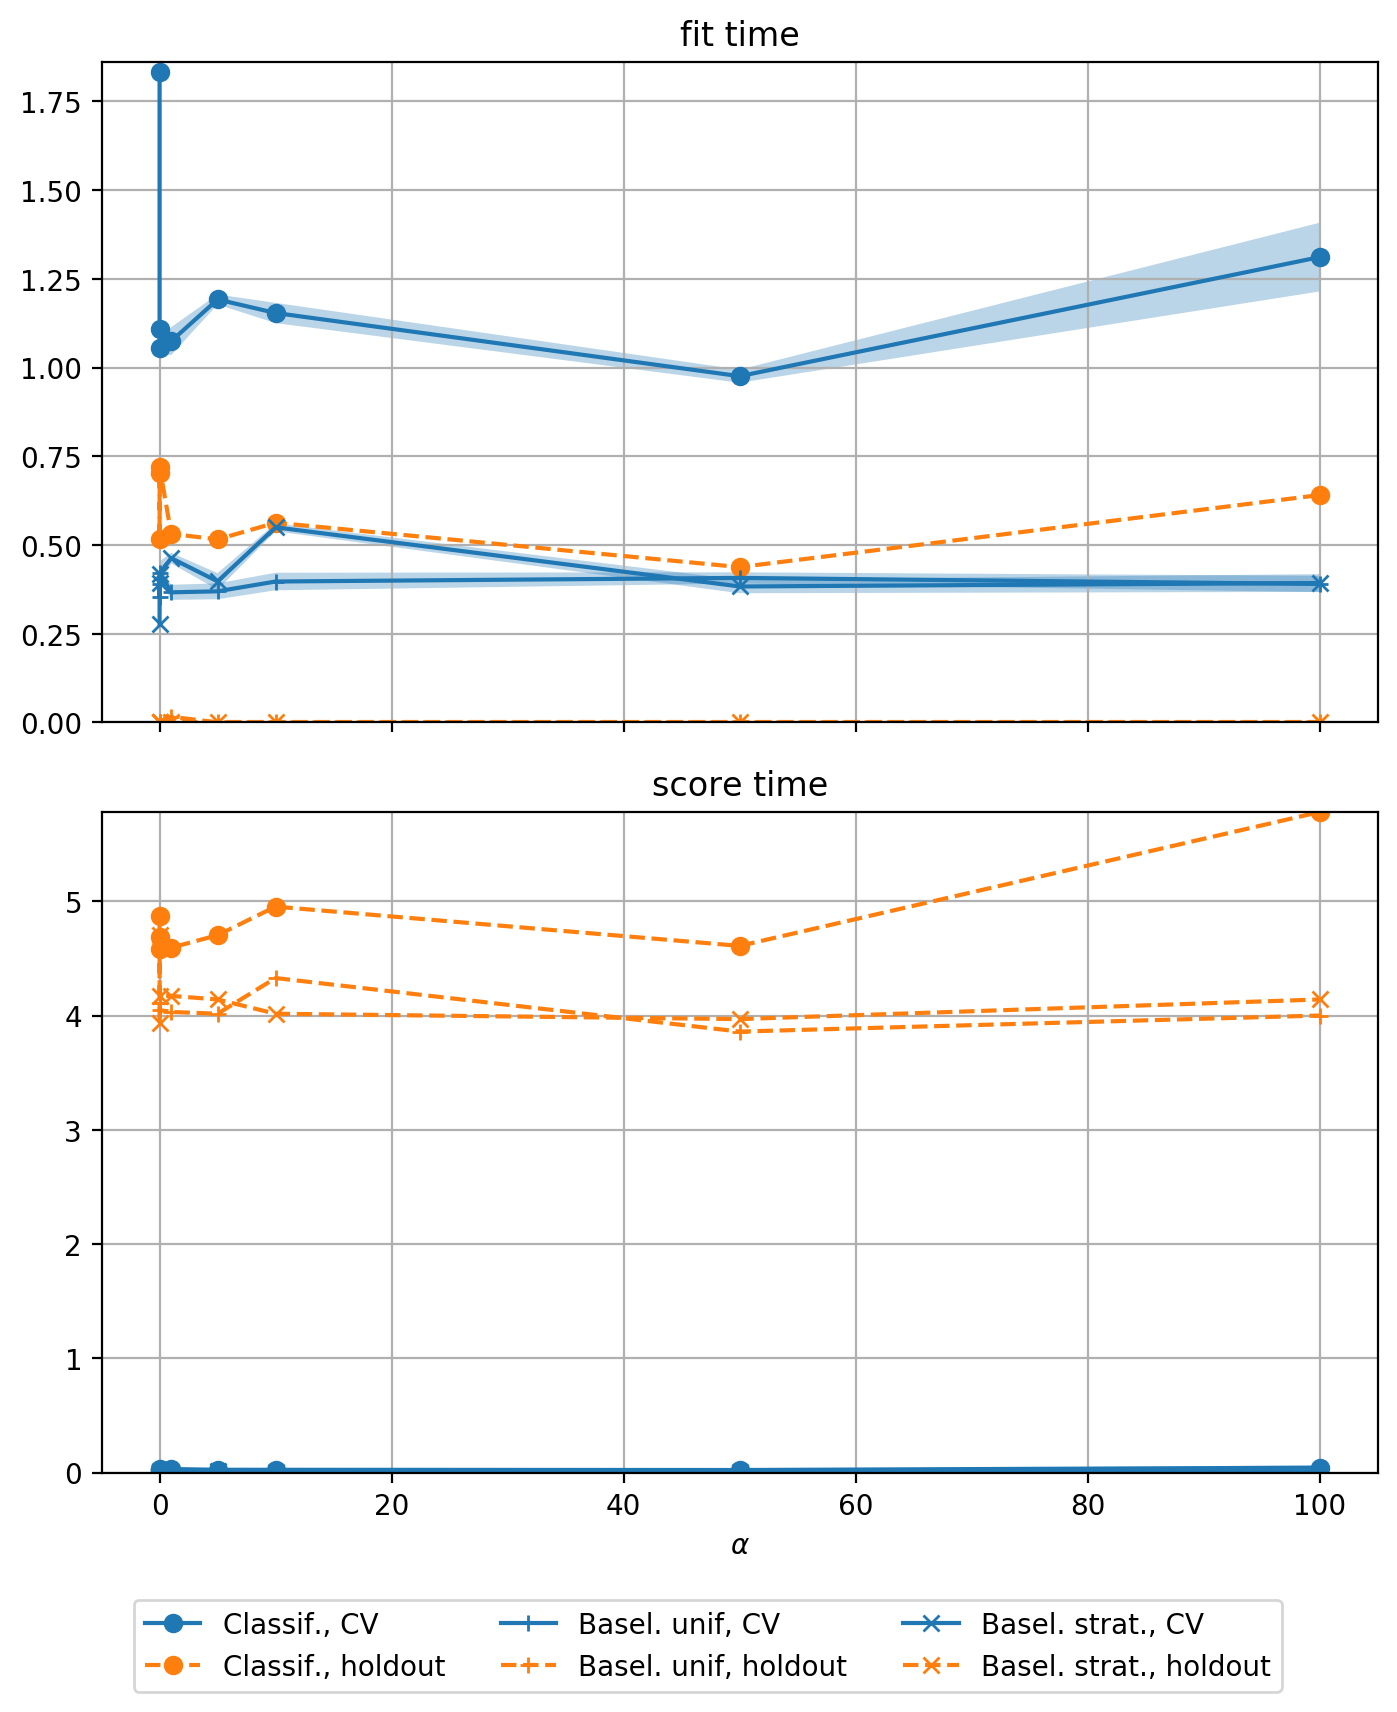 fit time
1.75
1.50
1.25
1.00
0.75
0.50
0.25
0.00
score time
5
4
3
2
1
0
0 20 40 60 80 100
α
Classif., CV Basel. unif, CV Basel. strat., CV
Classif., holdout Basel. unif, holdout Basel. strat., holdout